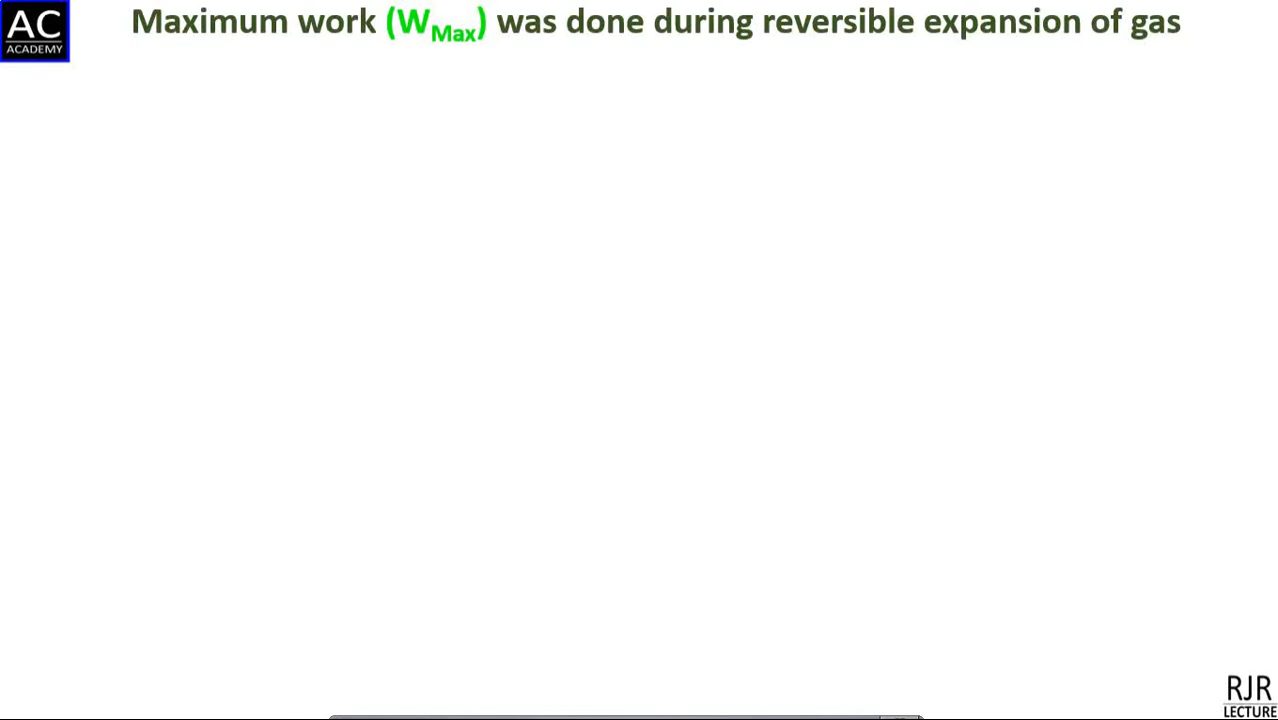 AC
ACADEMY
Maximum work (WMax) was done during reversible expansion of gas
RJR
LECTURE